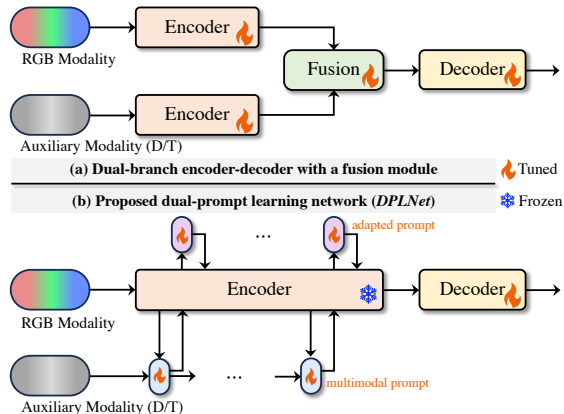 Encoder
RGB Modality
Fusion
Decoder
Encoder
Auxiliary Modality (D/T)
(a) Dual-branch encoder-decoder with a fusion module
Tuned
(b) Proposed dual-prompt learning network (DPLNet)
Frozen
adapted prompt
...
Encoder
Decoder
RGB Modality
...
multimodal prompt
Auxiliary Modality (D/T)